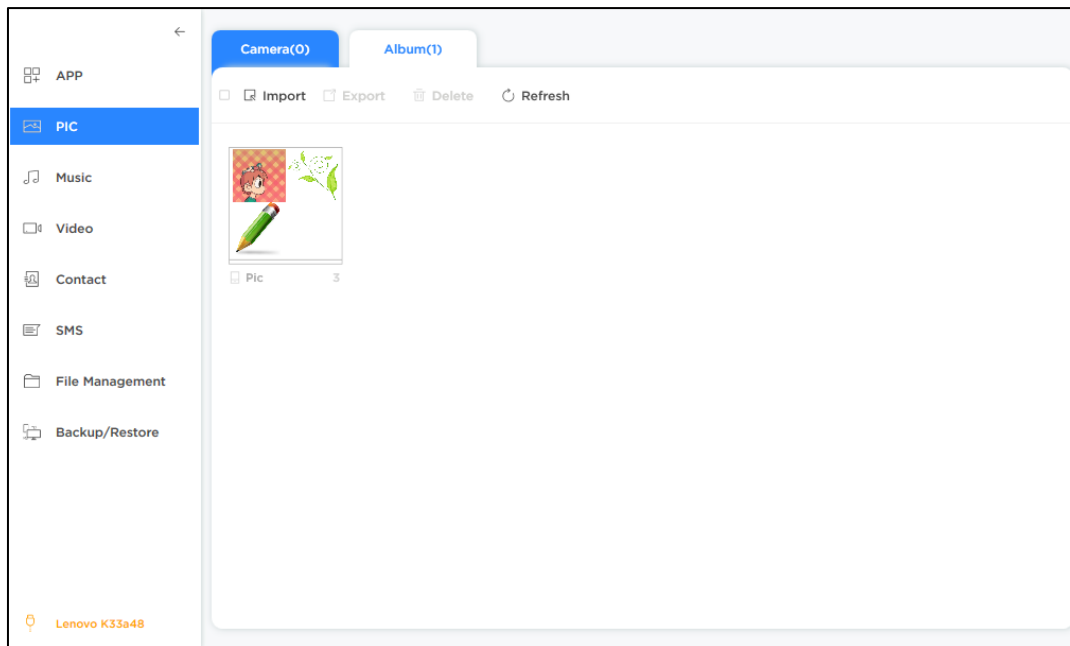 Camera(0) Album(1)
APP
Import Export Delete Refresh
PIC
Music
Video
Contact
Pic 3
SMS
File Management
Backup/Restore
Lenovo K33a48